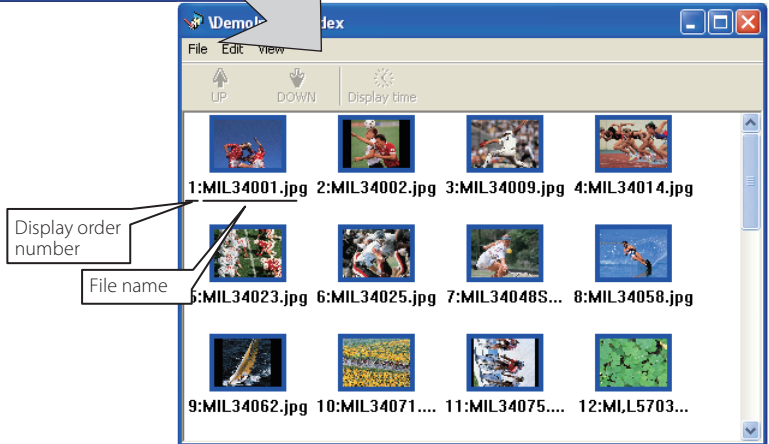 \Demo dex
File Edit View
UP DOWN Display time
1:MIL34001.jpg 2:MIL34002.jpg 3:MIL34009.jpg 4:MIL34014.jpg
Display order
number
File name
5:MIL34023.jpg 6:MIL34025.jpg 7:MIL34048S... 8:MIL34058.jpg
9:MIL34062.jpg 10:MIL34071.... 11:MIL34075.... 12:MI,L5703...